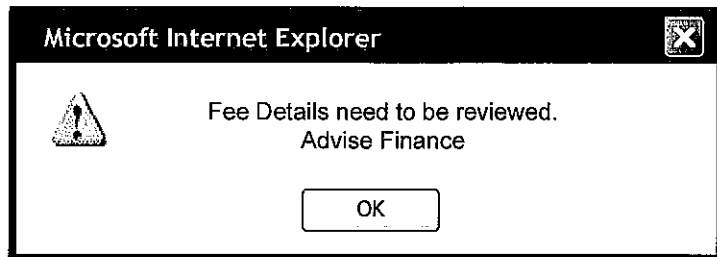 Microsoft Internet Explorer
Fee Details need to be reviewed.
Advise Finance
OK